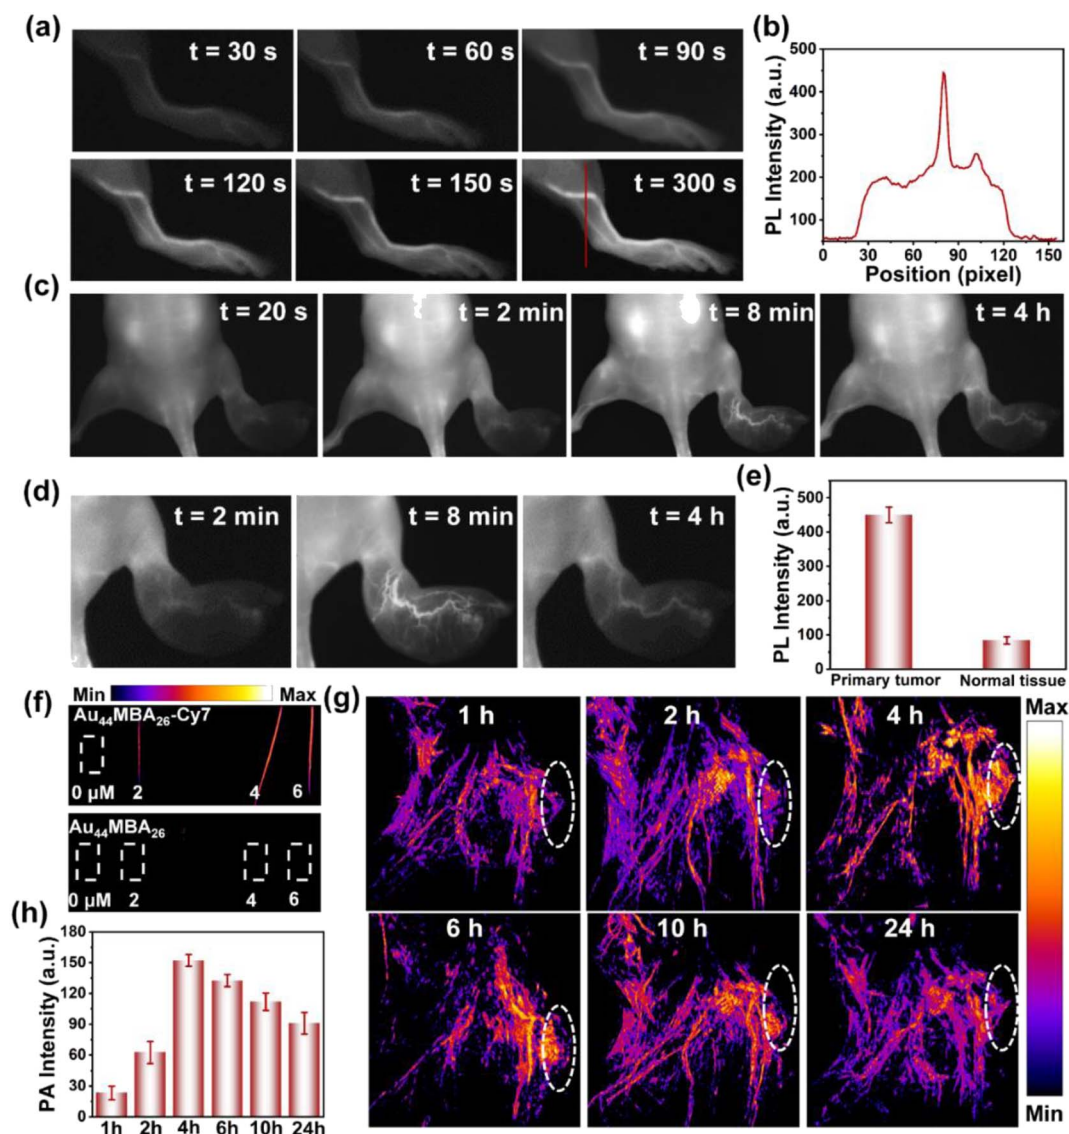 (a)
t = 30 s
t = 60 s
t = 90 s
t = 120 s
t = 150 s
t = 300 s
(b)
500
400
300
200
100
PL Intensity (a.u.)
0 30 60 90 120 150
Position (pixel)
(c)
t = 20 s
t = 2 min
t = 8 min
t = 4 h
(d)
t = 2 min
t = 8 min
t = 4 h
(e)
500
400
300
200
100
0
PL Intensity (a.u.)
Primary tumor Normal tissue
(f)
Min Max
Au44MBA26-Cy7
0 μM 2 4 6
Au44MBA26
0 μM 2 4 6
(g)
1 h
2 h
4 h
6 h
10 h
24 h
Max
Min
(h)
180
150
120
90
60
30
0
PA Intensity (a.u.)
1h 2h 4h 6h 10h 24h